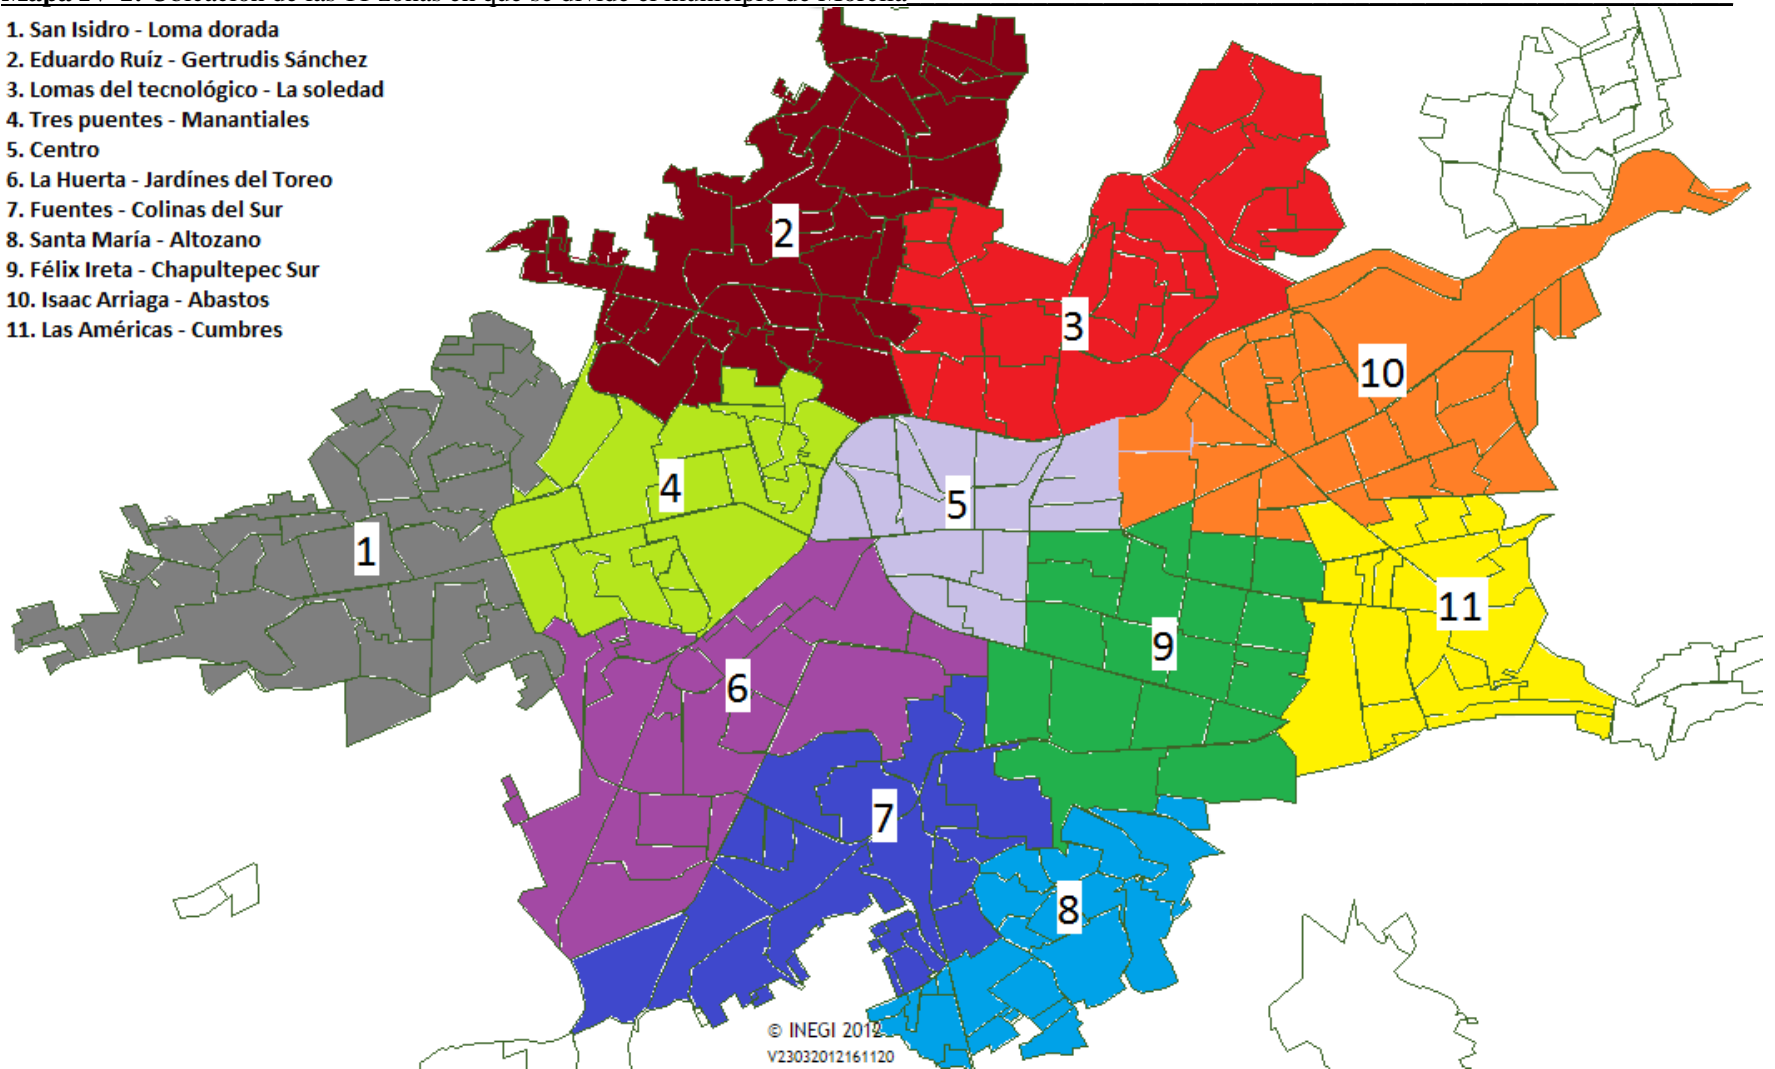 1. San Isidro - Loma dorada
2. Eduardo Ruíz - Gertrudis Sánchez
3. Lomas del tecnológico - La soledad
4. Tres puentes - Manantiales
5. Centro
6. La Huerta - Jardínes del Toreo
7. Fuentes - Colinas del Sur
8. Santa María - Altozano
9. Félix Ireta - Chapultepec Sur
10. Isaac Arriaga - Abastos
11. Las Américas - Cumbres
2
3
10
4
5
1
11
9
6
7
8
© INEGI 2012
V23032012161120